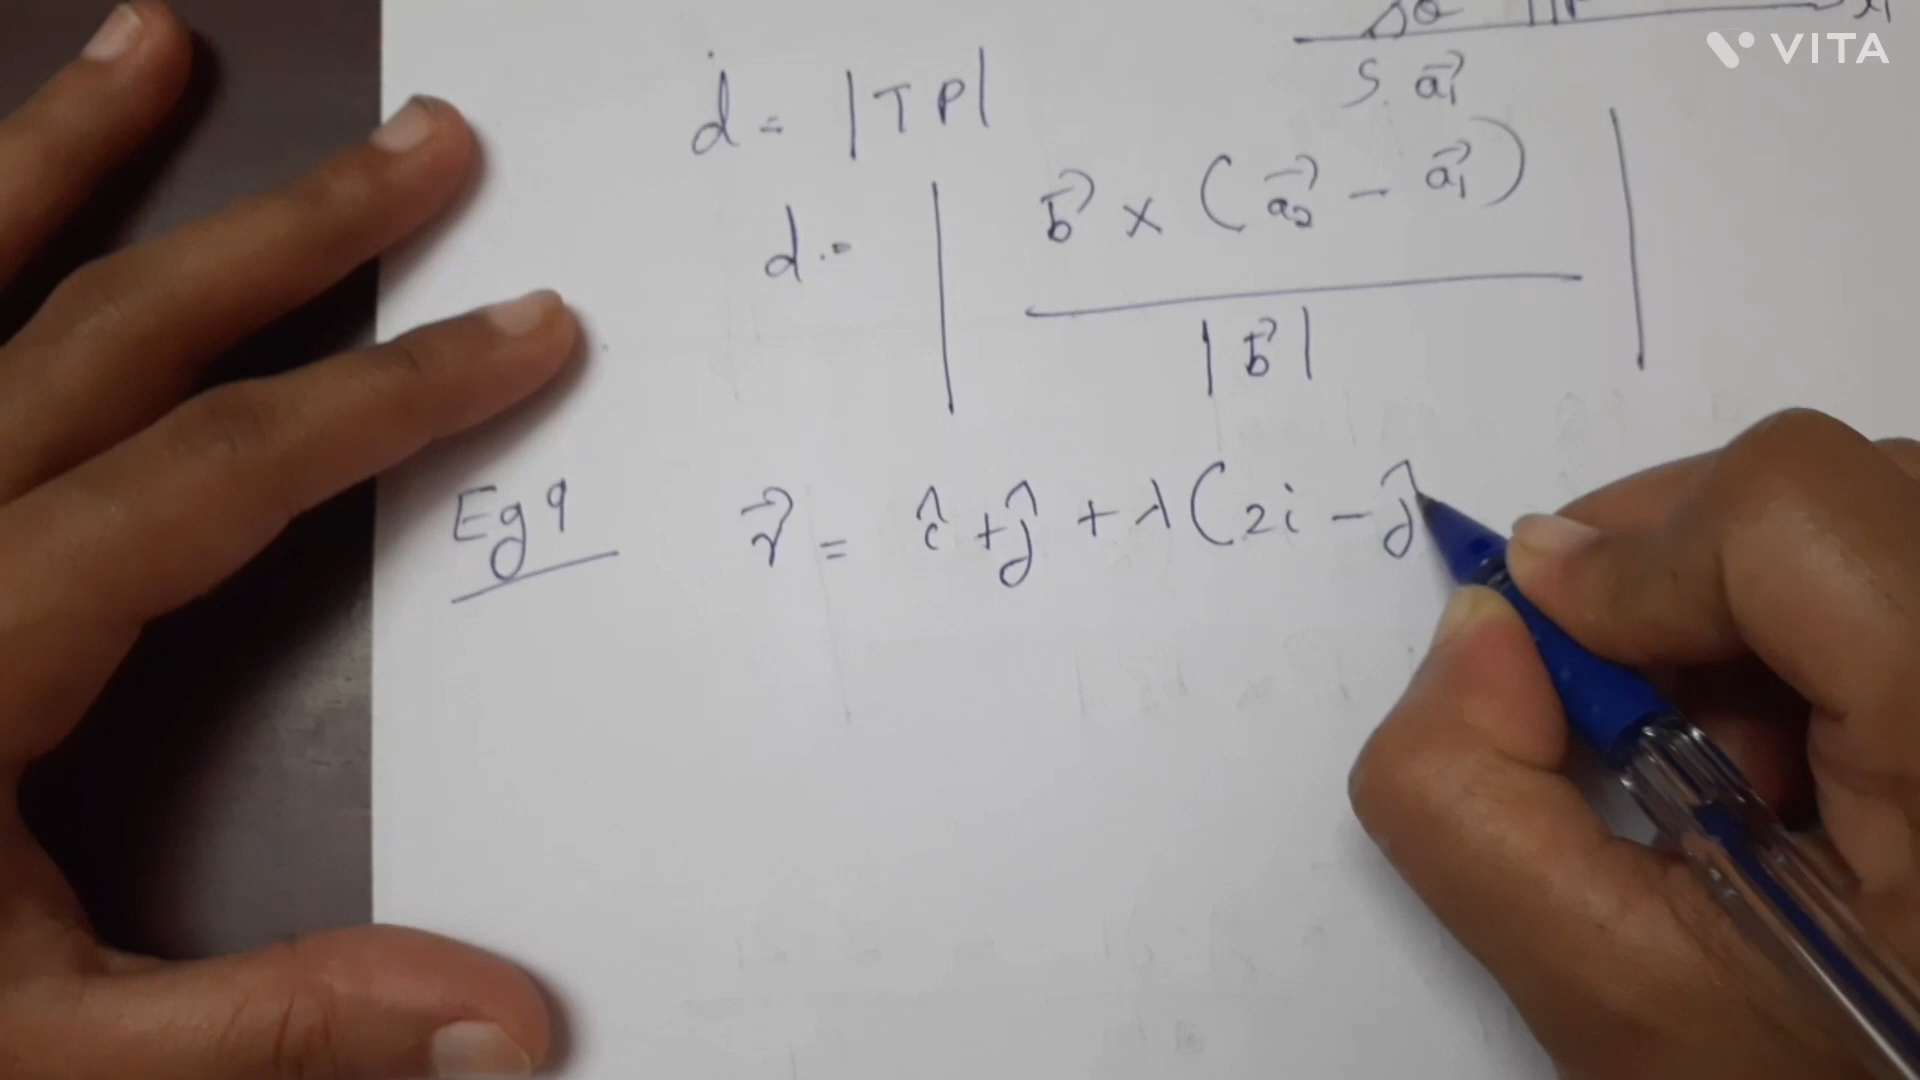 VITA
S. a⃗₁
d = |TP|
d = | b⃗ × (a⃗₂ − a⃗₁) / |b⃗| |
Eg 9 r⃗ = î + ĵ + λ(2i − ĵ